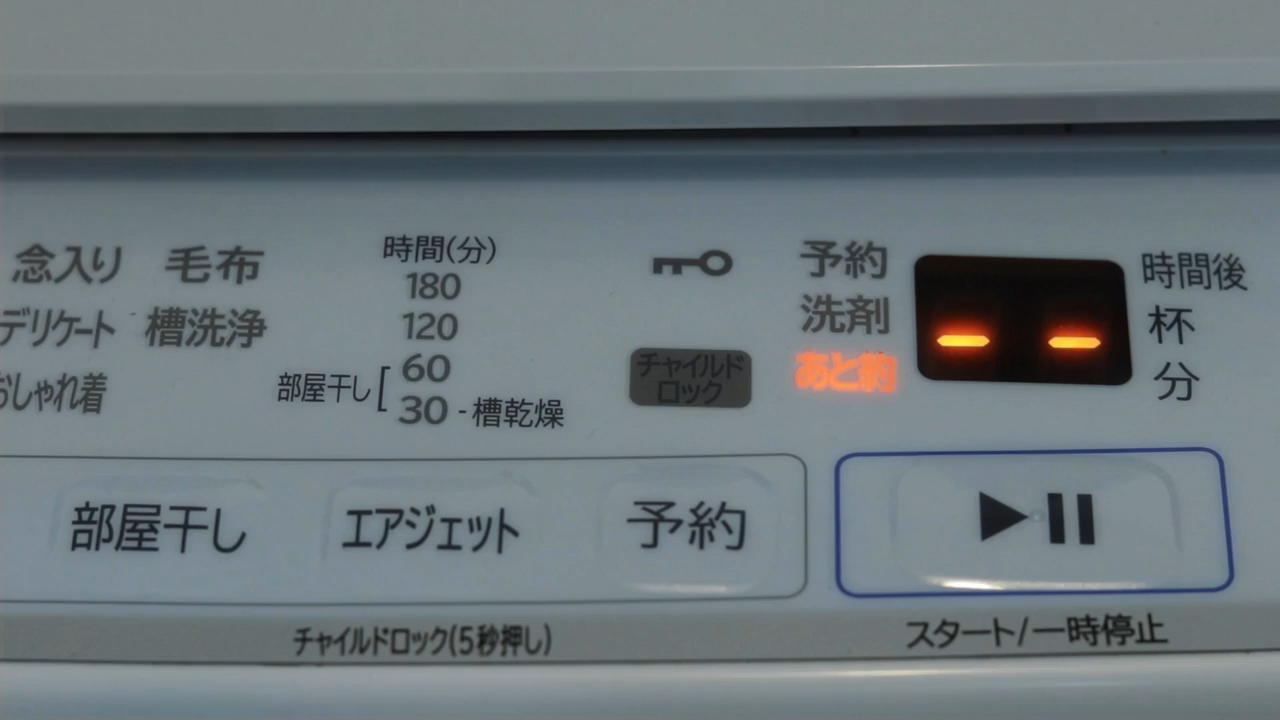 念入り 毛布
デリケート 槽洗浄
おしゃれ着
時間(分)
180
120
60
部屋干し
30 - 槽乾燥
チャイルド
ロック
予約
洗剤
あと約
--
時間後
杯
分
部屋干し
エアジェット
予約
チャイルドロック(5秒押し)
スタート/一時停止